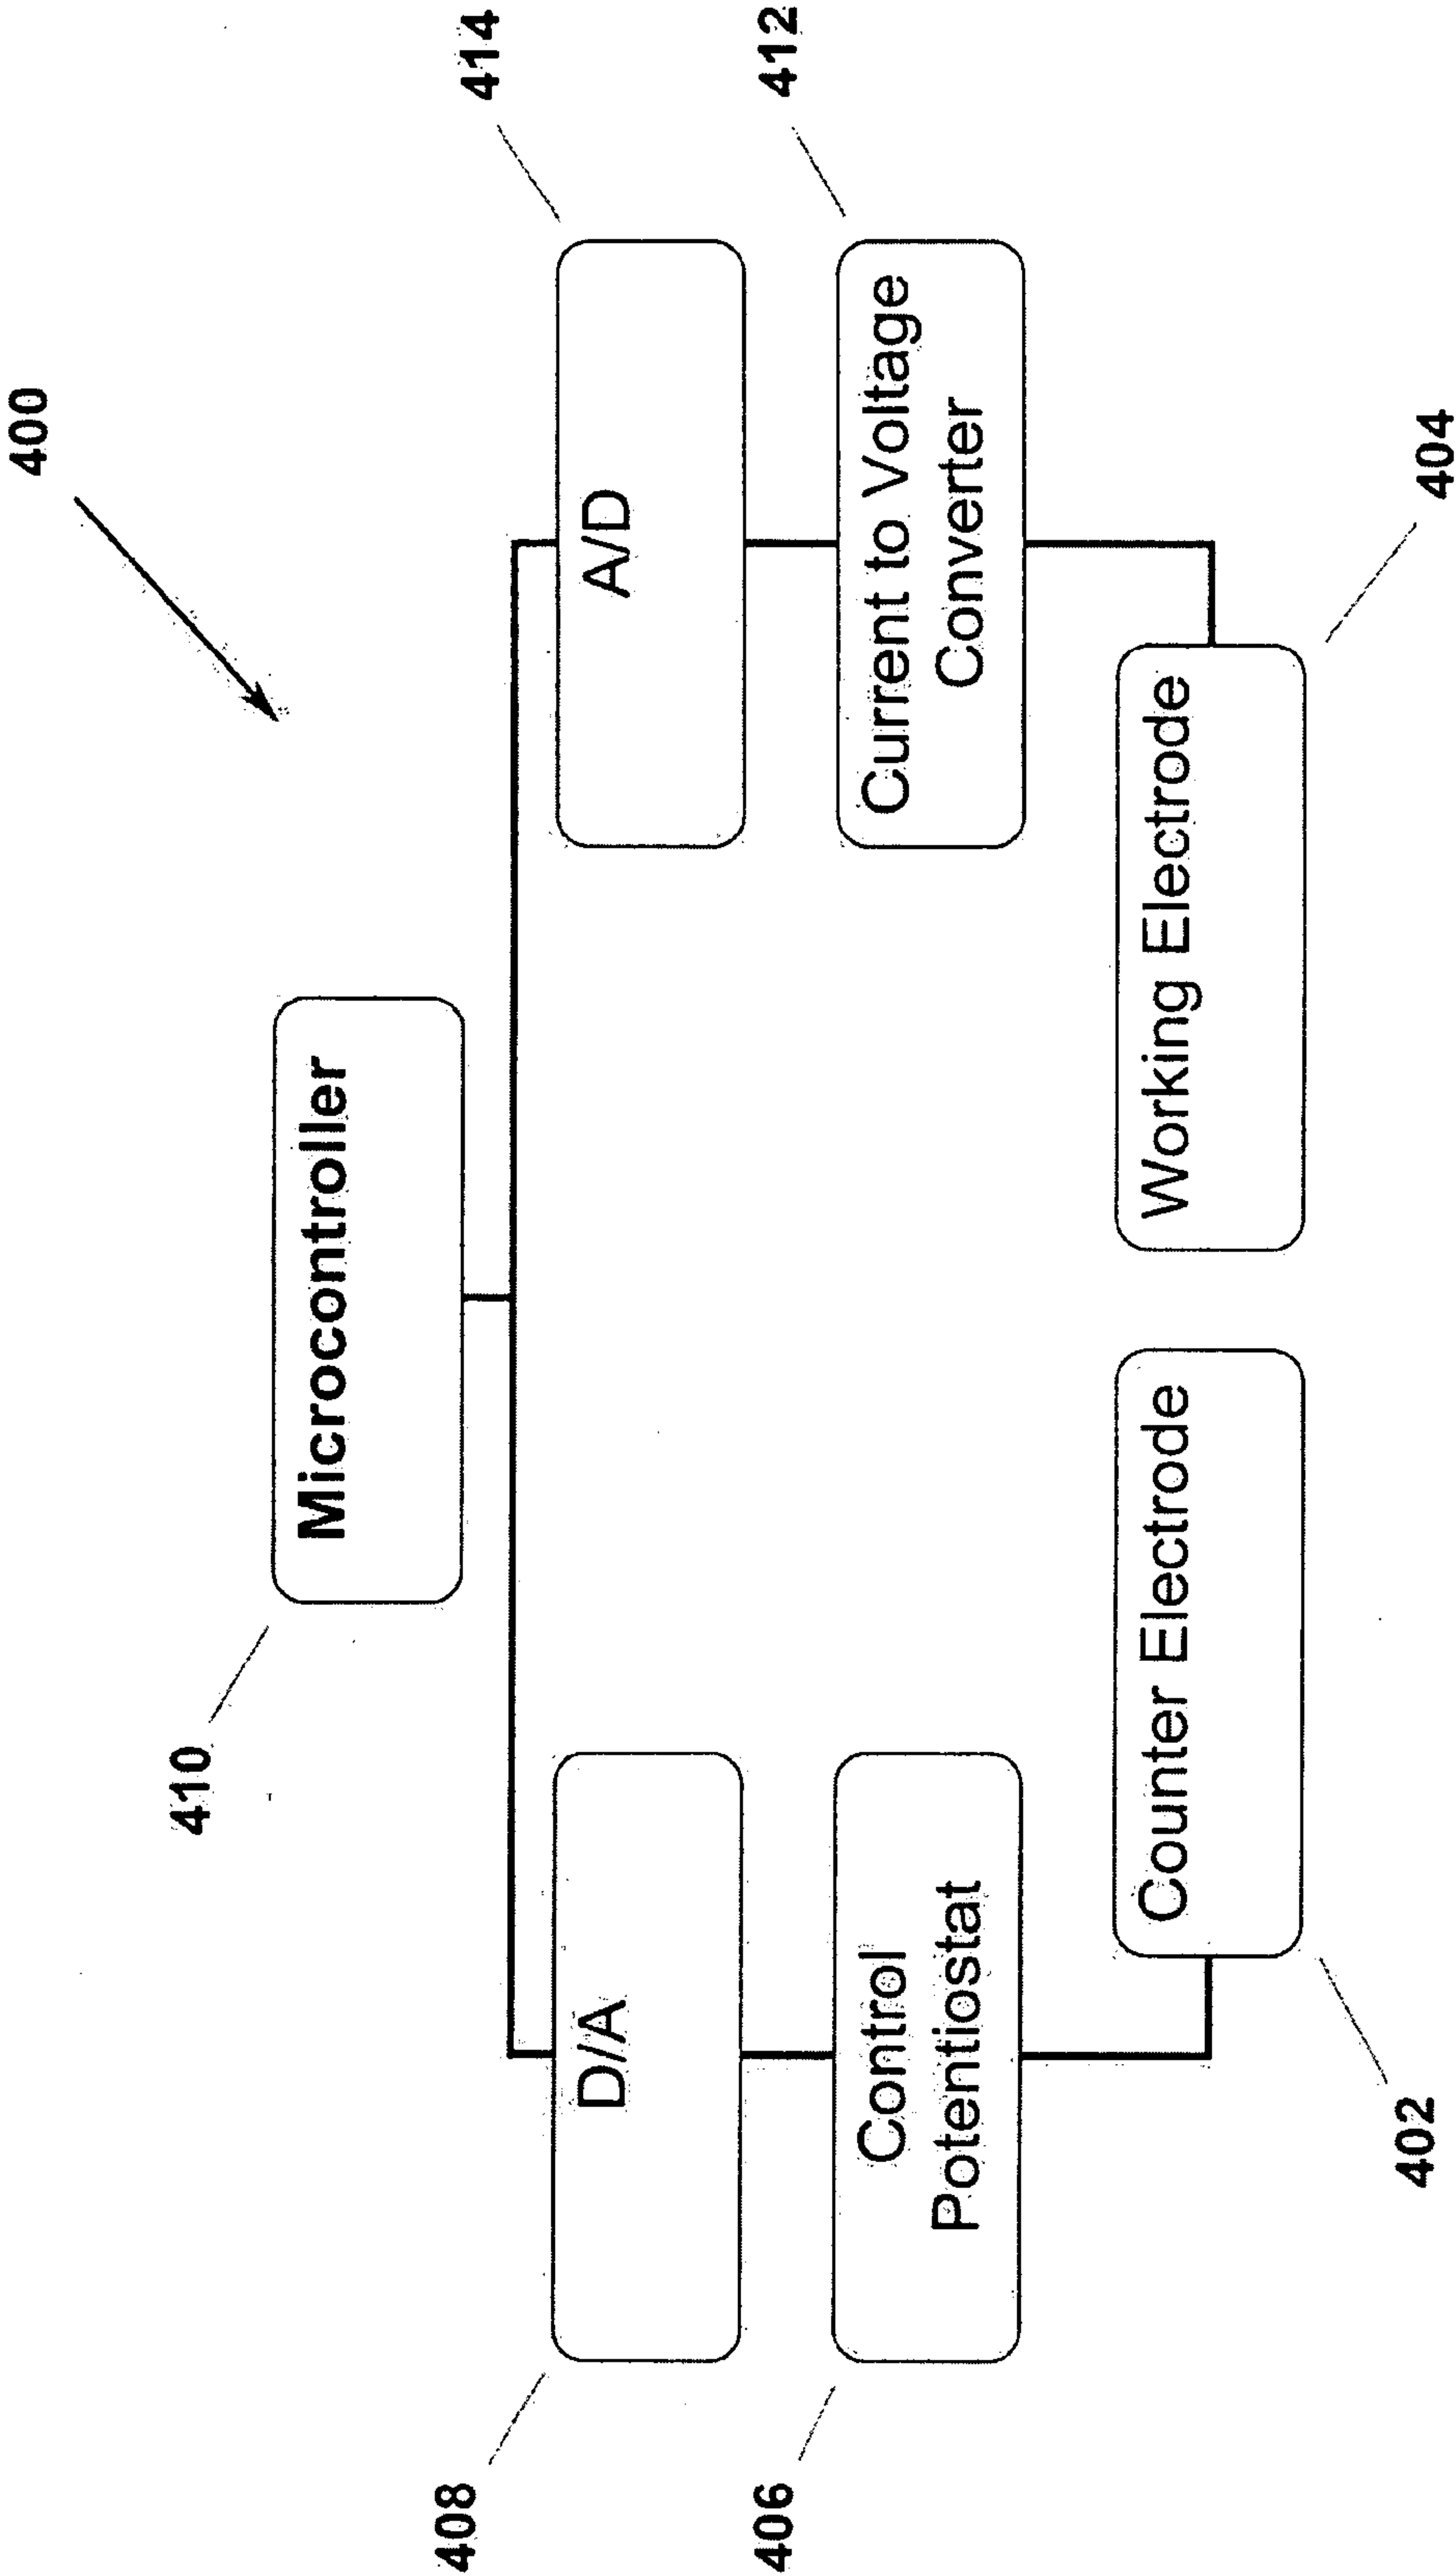 400
410
Microcontroller
408
D/A
A/D
414
406
Control
Potentiostat
Current to Voltage
Converter
412
Counter Electrode
Working Electrode
402
404